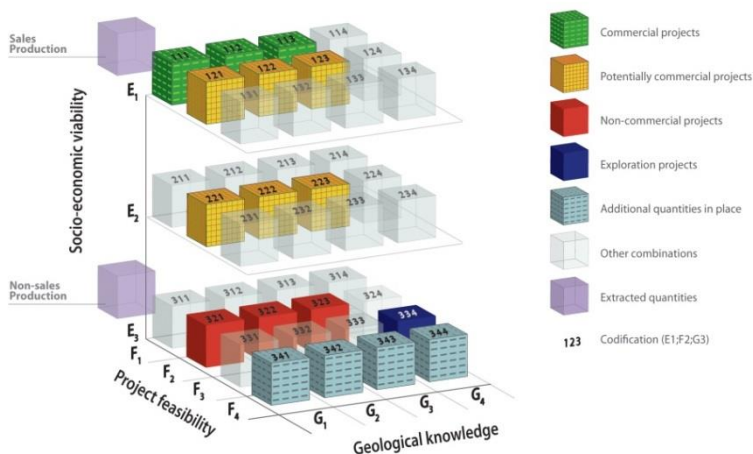 Sales
Production
Socio-economic viability
Non-sales
Production
E1
E2
E3
111
112
113
114
121
122
123
124
131
132
133
134
211
212
213
214
221
222
223
224
231
232
233
234
311
312
313
314
321
322
323
324
331
332
333
334
341
342
343
344
F1
F2
F3
F4
Project feasibility
G1
G2
G3
G4
Geological knowledge
Commercial projects
Potentially commercial projects
Non-commercial projects
Exploration projects
Additional quantities in place
Other combinations
Extracted quantities
123 Codification (E1;F2;G3)